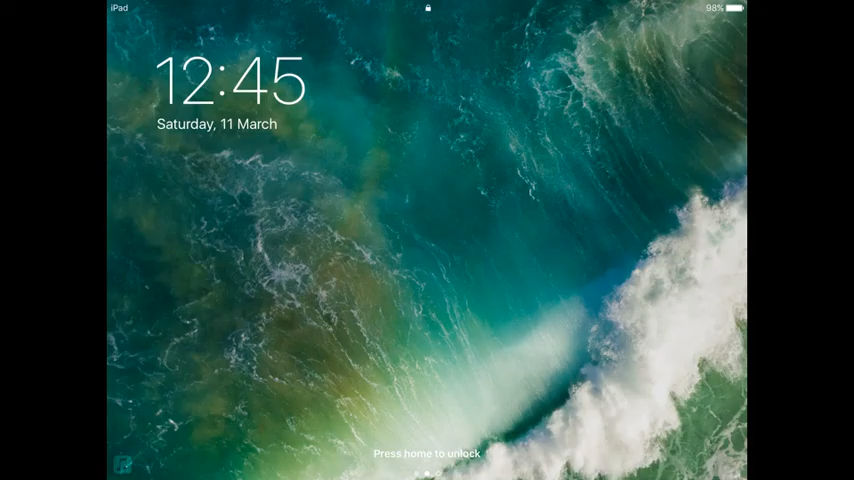 iPad
98%
12:45
Saturday, 11 March
Press home to unlock